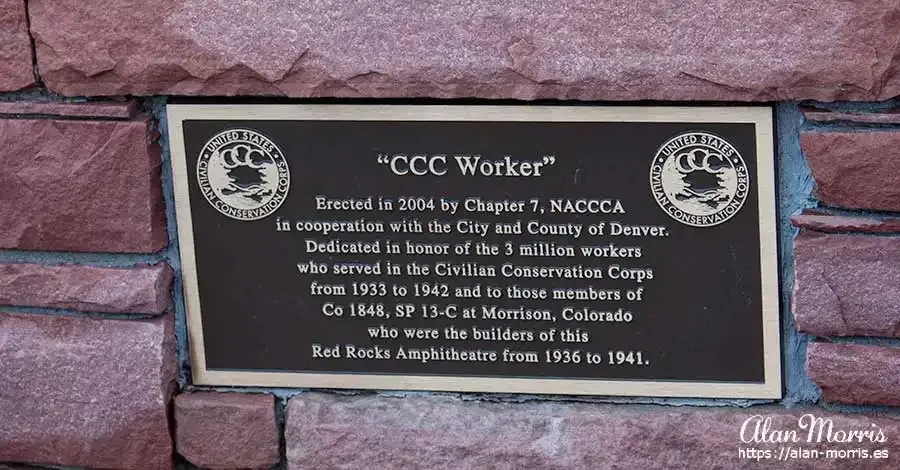 UNITED STATES
CCC
CIVILIAN CONSERVATION CORPS
"CCC Worker"
UNITED STATES
CCC
CIVILIAN CONSERVATION CORPS
Erected in 2004 by Chapter 7, NACCCA
in cooperation with the City and County of Denver.
Dedicated in honor of the 3 million workers
who served in the Civilian Conservation Corps
from 1933 to 1942 and to those members of
Co 1848, SP 13-C at Morrison, Colorado
who were the builders of this
Red Rocks Amphitheatre from 1936 to 1941.
Alan Morris
https://alan-morris.es